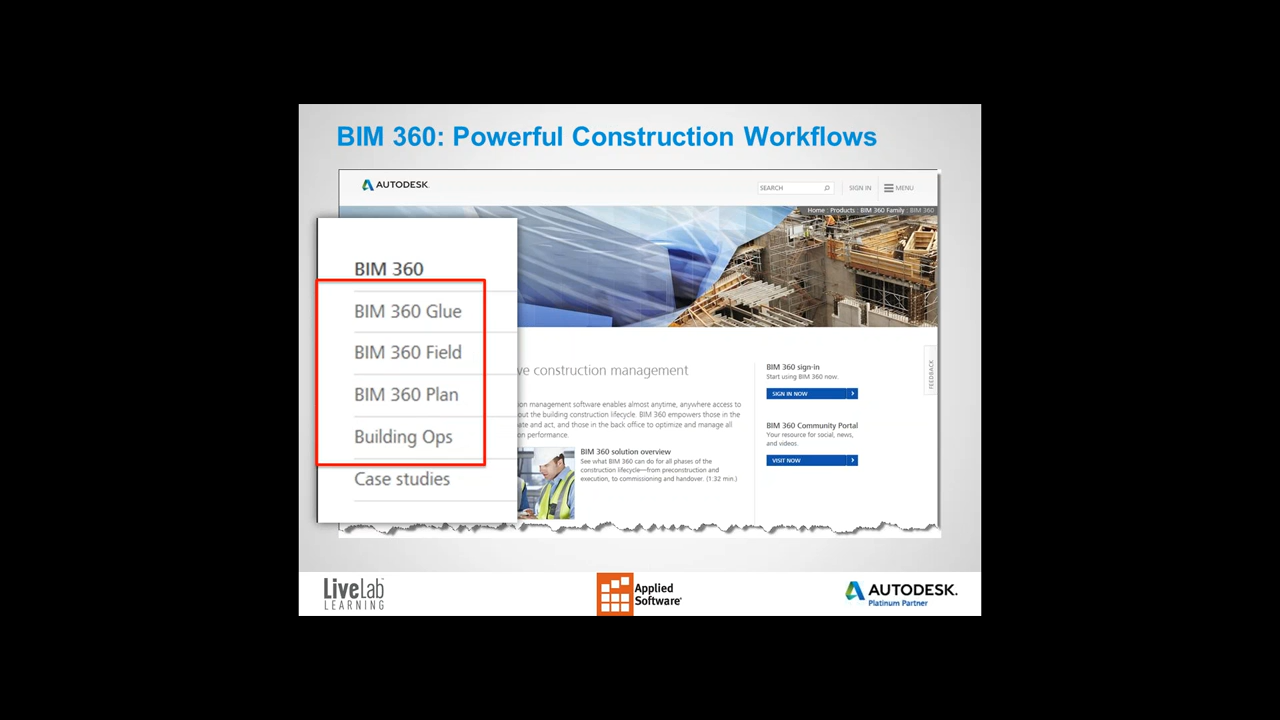 BIM 360: Powerful Construction Workflows
AUTODESK.
SEARCH
SIGN IN
MENU
Home Products BIM 360 Family BIM 360
BIM 360
BIM 360 Glue
BIM 360 Field
BIM 360 Plan
Building Ops
Case studies
ve construction management
on management software enables almost anytime, anywhere access to
out the building construction lifecycle. BIM 360 empowers those in the
ate and act, and those in the back office to optimize and manage all
on performance.
BIM 360 solution overview
See what BIM 360 can do for all phases of the
construction lifecycle—from preconstruction and
execution, to commissioning and handover. (1:32 min.)
BIM 360 sign-in
Start using BIM 360 now.
SIGN IN NOW
BIM 360 Community Portal
Your resource for social, news,
and videos.
VISIT NOW
FEEDBACK
LiveLab
LEARNING
Applied
Software
AUTODESK.
Platinum Partner